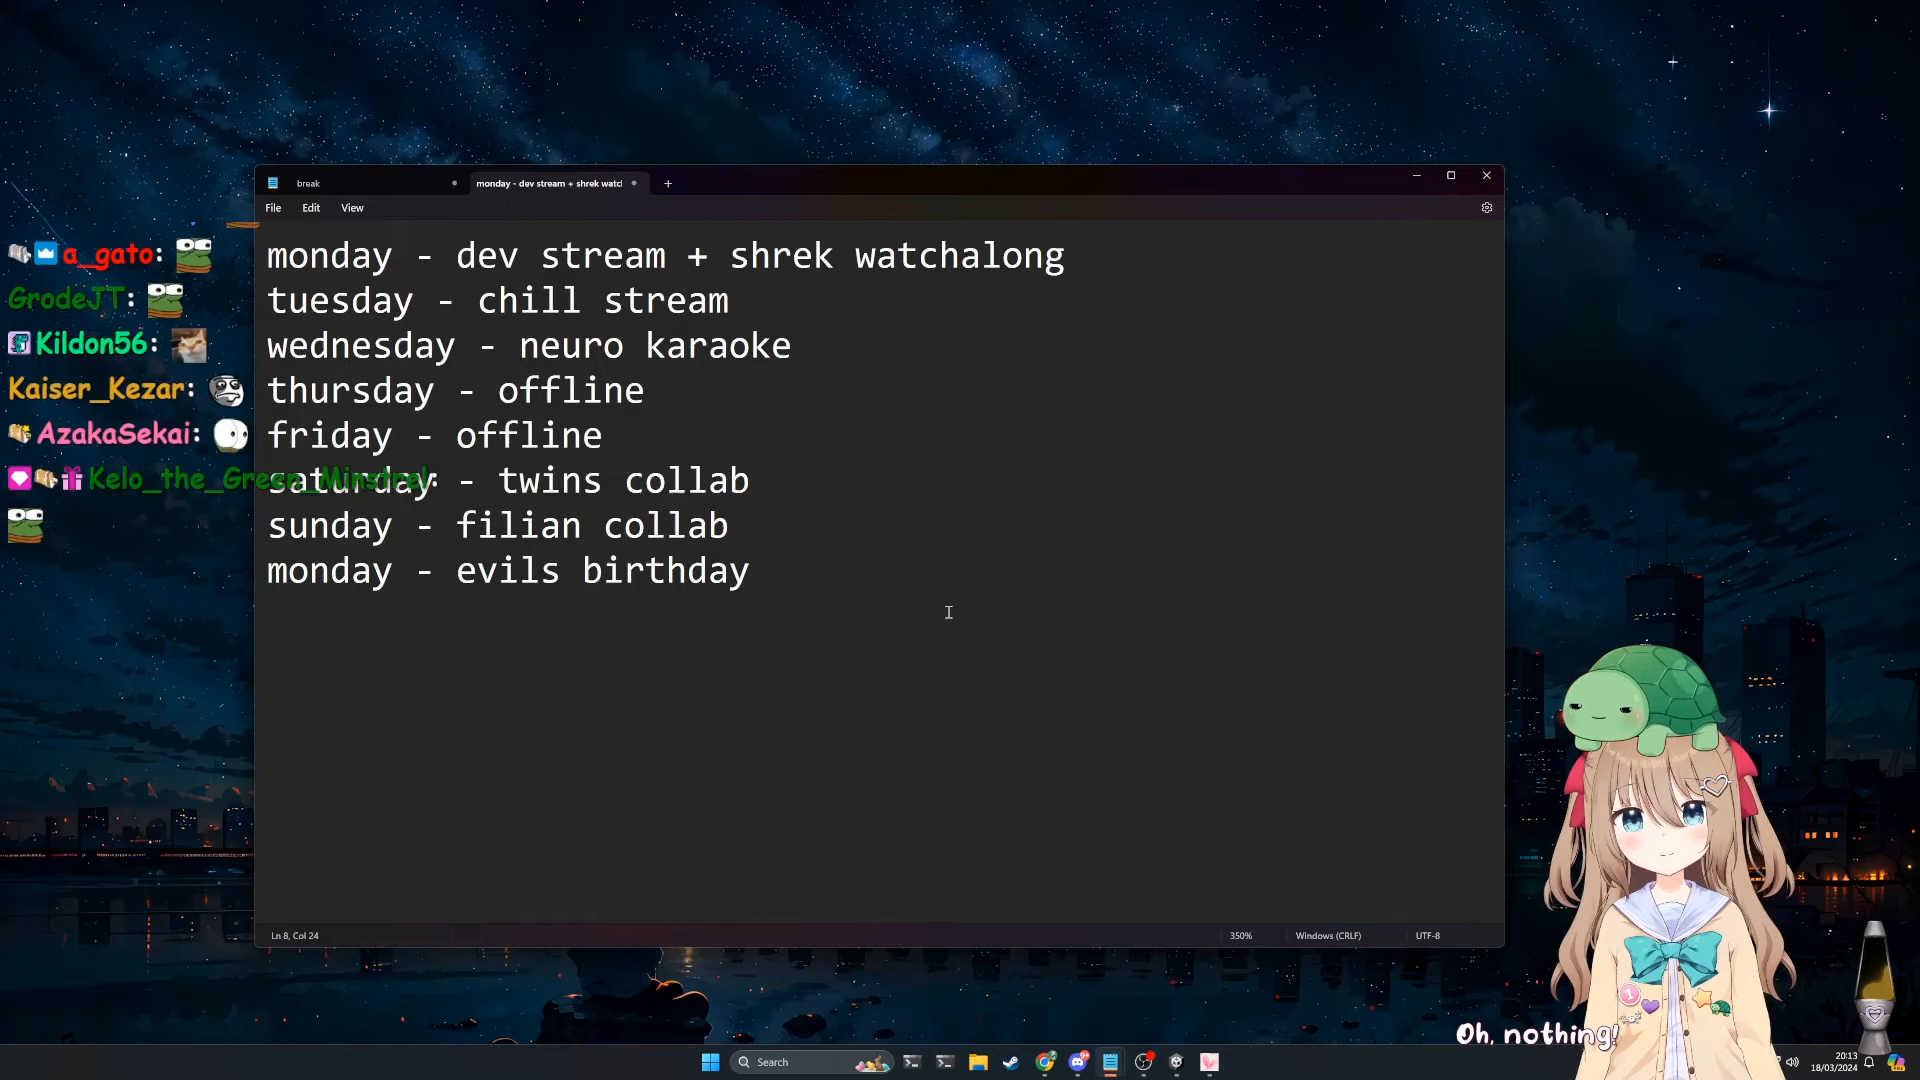 break
monday - dev stream + shrek watcl
File Edit View
monday - dev stream + shrek watchalong
tuesday - chill stream
wednesday - neuro karaoke
thursday - offline
friday - offline
saturday - twins collab
sunday - filian collab
monday - evils birthday
a_gato:
GrodeJT:
Kildon56:
Kaiser_Kezar:
AzakaSekai:
Kelo_the_Green_Minstrel:
Ln 8, Col 24
350%
Windows (CRLF)
UTF-8
Oh, nothing!
Search
20:13
18/03/2024